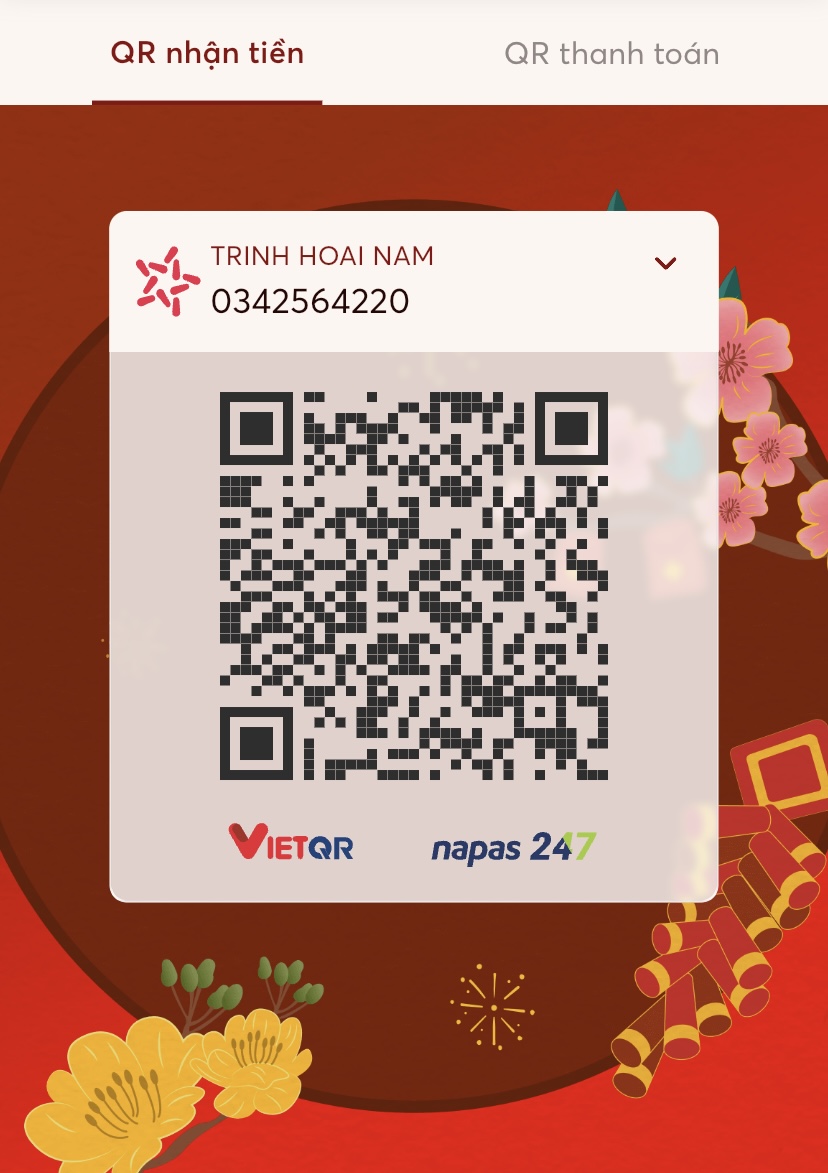 QR nhận tiền
QR thanh toán
TRINH HOAI NAM
0342564220
VIETQR
napas 247